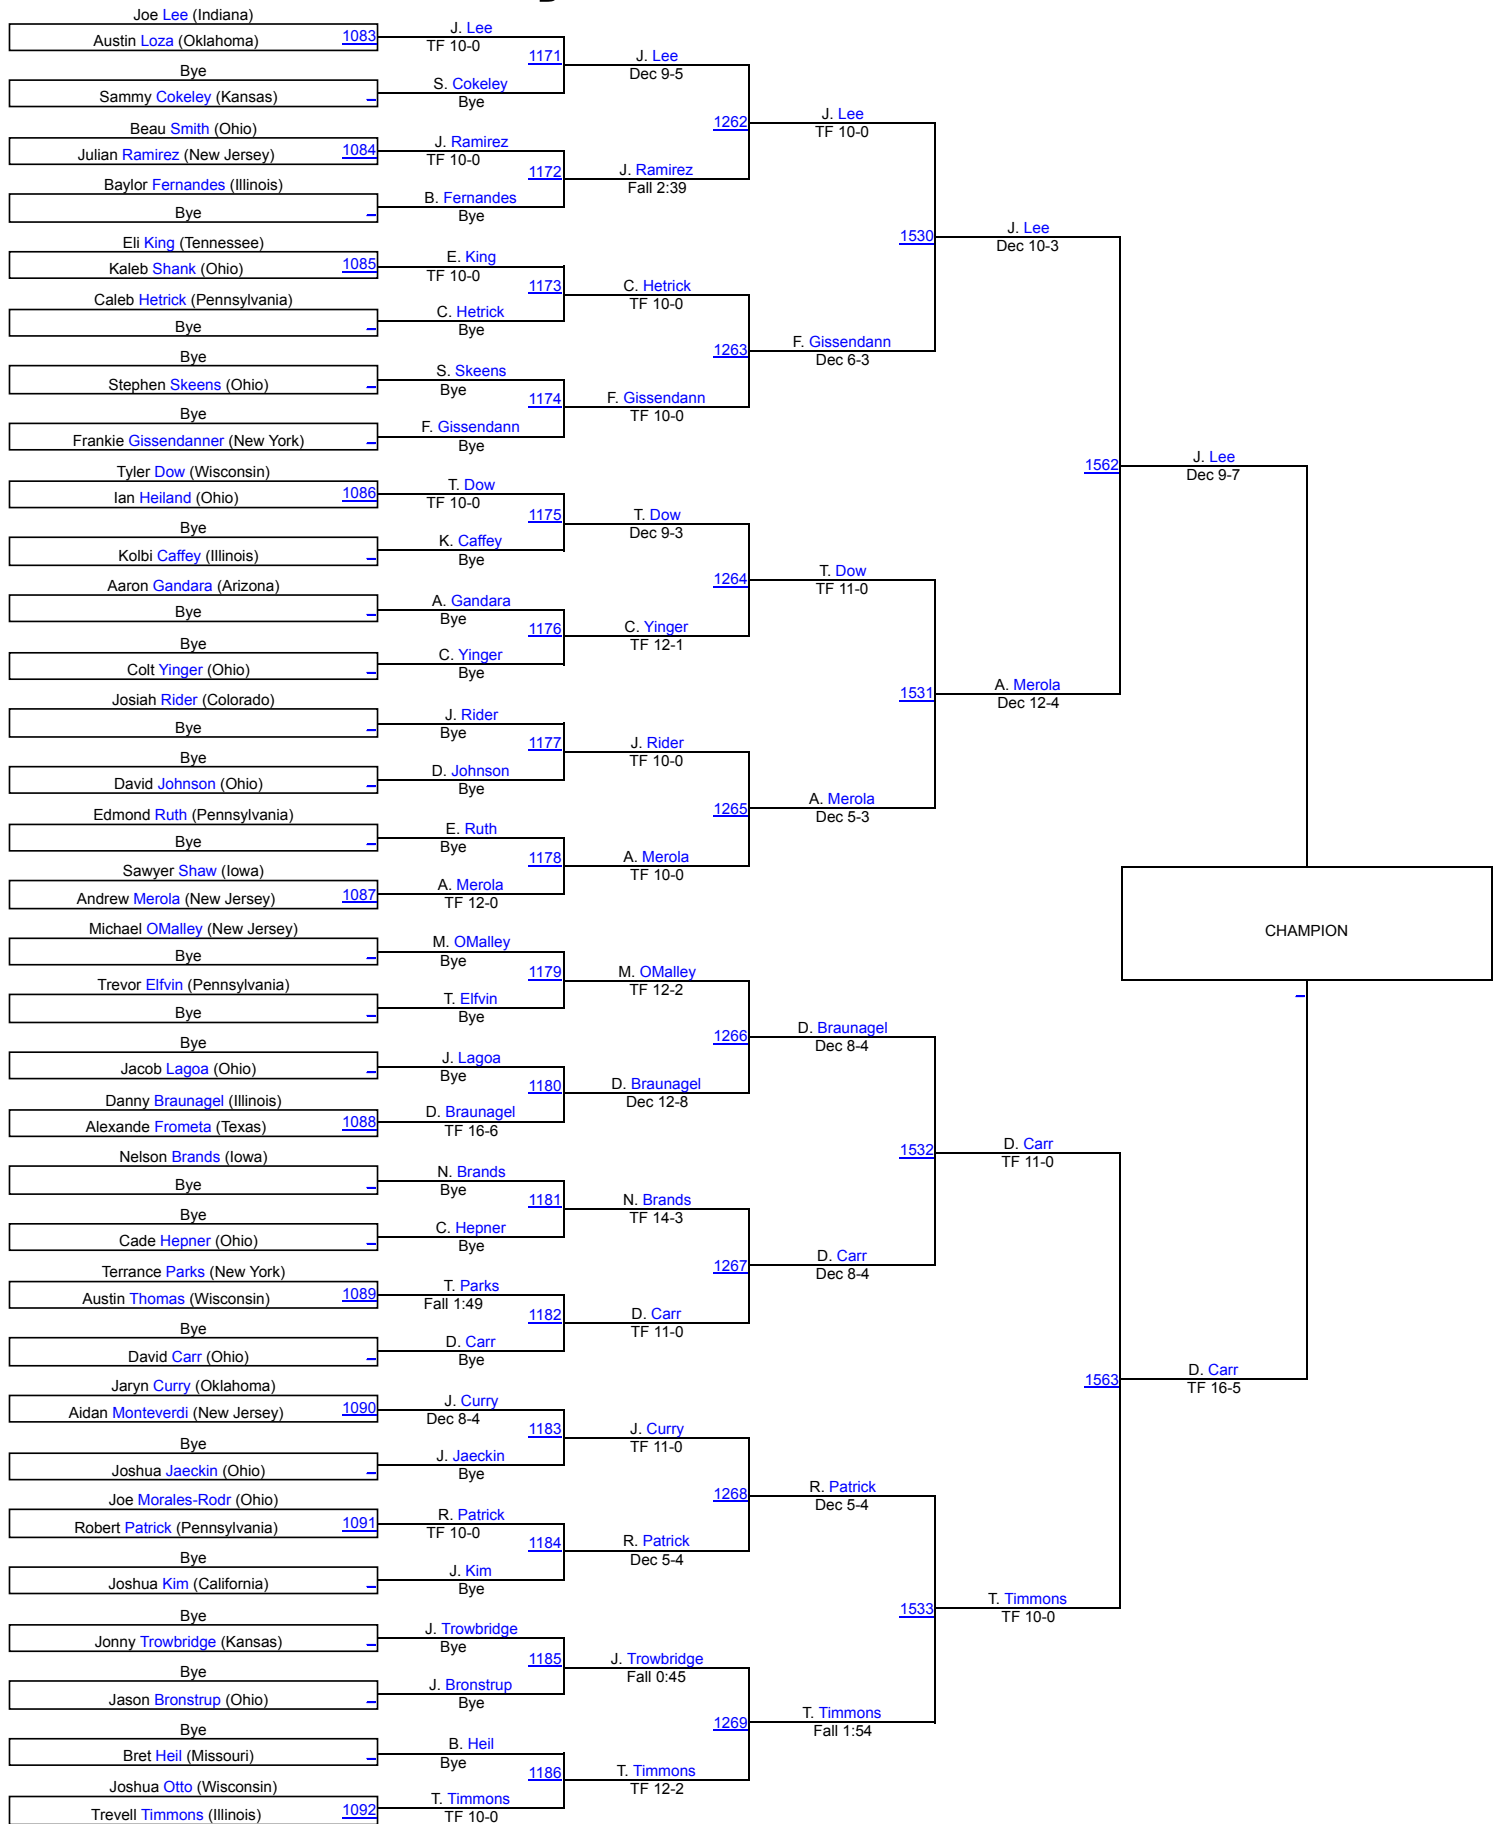 Joe Lee (Indiana)
Austin Loza (Oklahoma) 1083
Bye
Sammy Cokeley (Kansas)
Beau Smith (Ohio)
Julian Ramirez (New Jersey) 1084
Baylor Fernandes (Illinois)
Bye
Eli King (Tennessee)
Kaleb Shank (Ohio) 1085
Caleb Hetrick (Pennsylvania)
Bye
Bye
Stephen Skeens (Ohio)
Bye
Frankie Gissendanner (New York)
Tyler Dow (Wisconsin)
Ian Heiland (Ohio) 1086
Bye
Kolbi Caffey (Illinois)
Aaron Gandara (Arizona)
Bye
Bye
Colt Yinger (Ohio)
Josiah Rider (Colorado)
Bye
Bye
David Johnson (Ohio)
Edmond Ruth (Pennsylvania)
Bye
Sawyer Shaw (Iowa)
Andrew Merola (New Jersey) 1087
Michael OMalley (New Jersey)
Bye
Trevor Elfvin (Pennsylvania)
Bye
Bye
Jacob Lagoa (Ohio)
Danny Braunagel (Illinois)
Alexande Frometa (Texas) 1088
Nelson Brands (Iowa)
Bye
Bye
Cade Hepner (Ohio)
Terrance Parks (New York)
Austin Thomas (Wisconsin) 1089
Bye
David Carr (Ohio)
Jaryn Curry (Oklahoma)
Aidan Monteverdi (New Jersey) 1090
Bye
Joshua Jaeckin (Ohio)
Joe Morales-Rodr (Ohio)
Robert Patrick (Pennsylvania) 1091
Bye
Joshua Kim (California)
Bye
Jonny Trowbridge (Kansas)
Bye
Jason Bronstrup (Ohio)
Bye
Bret Heil (Missouri)
Joshua Otto (Wisconsin)
Trevell Timmons (Illinois) 1092
J. Lee
TF 10-0
1171
S. Cokeley
Bye
J. Ramirez
TF 10-0
1172
B. Fernandes
Bye
E. King
TF 10-0
1173
C. Hetrick
Bye
S. Skeens
Bye
1174
F. Gissendann
Bye
T. Dow
TF 10-0
1175
K. Caffey
Bye
A. Gandara
Bye
1176
C. Yinger
Bye
J. Rider
Bye
1177
D. Johnson
Bye
E. Ruth
Bye
1178
A. Merola
TF 12-0
M. OMalley
Bye
1179
T. Elfvin
Bye
J. Lagoa
Bye
1180
D. Braunagel
TF 16-6
N. Brands
Bye
1181
C. Hepner
Bye
T. Parks
Fall 1:49
1182
D. Carr
Bye
J. Curry
Dec 8-4
1183
J. Jaeckin
Bye
R. Patrick
TF 10-0
1184
J. Kim
Bye
J. Trowbridge
Bye
1185
J. Bronstrup
Bye
B. Heil
Bye
1186
T. Timmons
TF 10-0
J. Lee
Dec 9-5
1262
J. Ramirez
Fall 2:39
C. Hetrick
TF 10-0
1263
F. Gissendann
TF 10-0
T. Dow
Dec 9-3
1264
C. Yinger
TF 12-1
J. Rider
TF 10-0
1265
A. Merola
TF 10-0
M. OMalley
TF 12-2
1266
D. Braunagel
Dec 12-8
N. Brands
TF 14-3
1267
D. Carr
TF 11-0
J. Curry
TF 11-0
1268
R. Patrick
Dec 5-4
J. Trowbridge
Fall 0:45
1269
T. Timmons
TF 12-2
J. Lee
TF 10-0
1530
F. Gissendann
Dec 6-3
T. Dow
TF 11-0
1531
A. Merola
Dec 5-3
D. Braunagel
Dec 8-4
1532
D. Carr
Dec 8-4
R. Patrick
Dec 5-4
1533
T. Timmons
Fall 1:54
J. Lee
Dec 10-3
1562
A. Merola
Dec 12-4
D. Carr
TF 11-0
1563
T. Timmons
TF 10-0
J. Lee
Dec 9-7
CHAMPION
D. Carr
TF 16-5